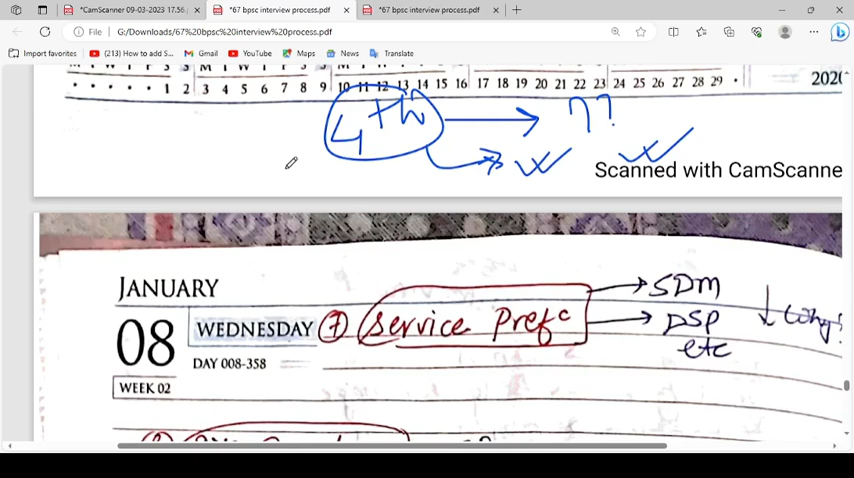 *CamScanner 09-03-2023 17.56.p
*67 bpsc interview process.pdf
*67 bpsc interview process.pdf
File G:/Downloads/67%20bpsc%20interview%20process.pdf
Import favorites (213) How to add S... Gmail YouTube Maps News Translate
1 2 3 4 5 6 7 8 9 10 11 12 13 14 15 16 17 18 19 20 21 22 23 24 25 26 27 28 29 2020
4th ??
Scanned with CamScanne
JANUARY
SDM
08 WEDNESDAY 7 Service Prefc DSP Why?
etc
DAY 008-358
WEEK 02